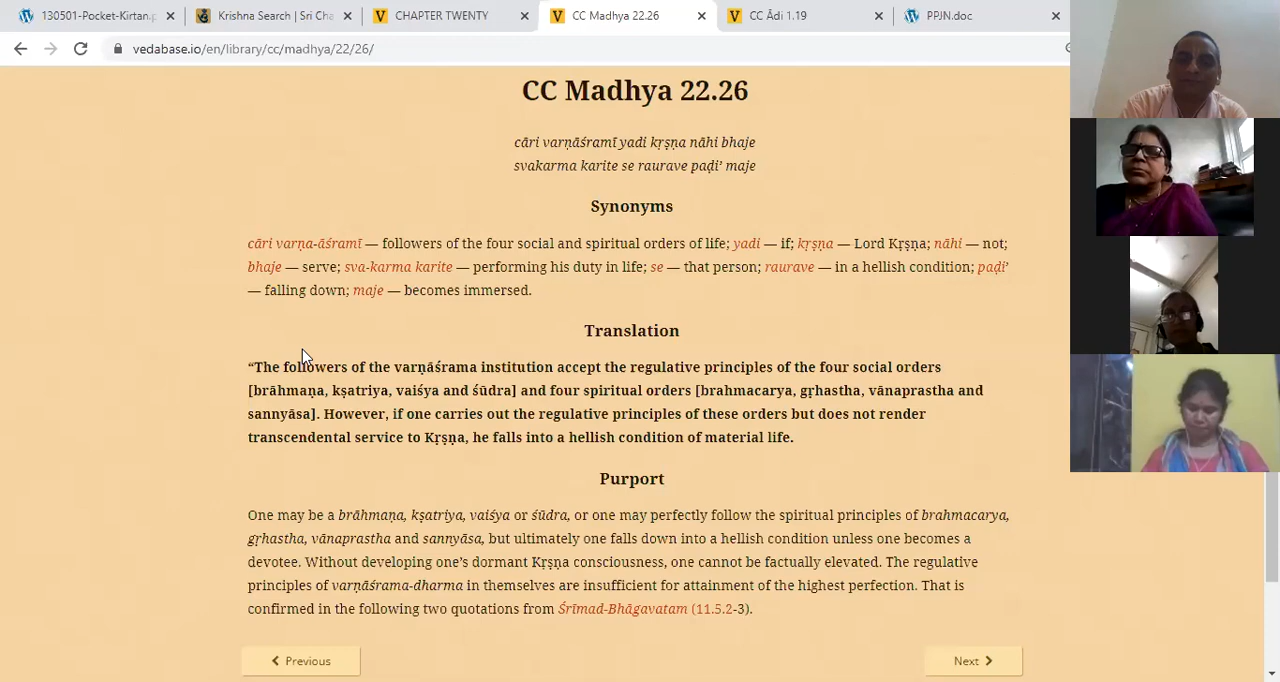 130501-Pocket-Kirtan.p
Krishna Search | Sri Cha
CHAPTER TWENTY
CC Madhya 22.26
CC Ādi 1.19
PPJN.doc
vedabase.io/en/library/cc/madhya/22/26/
CC Madhya 22.26
cāri varṇāśramī yadi kṛṣṇa nāhi bhaje
svakarma karite se raurave paḍi’ maje
Synonyms
cāri varṇa-āśramī — followers of the four social and spiritual orders of life; yadi — if; kṛṣṇa — Lord Kṛṣṇa; nāhi — not;
bhaje — serve; sva-karma karite — performing his duty in life; se — that person; raurave — in a hellish condition; paḍi’
— falling down; maje — becomes immersed.
Translation
“The followers of the varṇāśrama institution accept the regulative principles of the four social orders
[brāhmaṇa, kṣatriya, vaiśya and śūdra] and four spiritual orders [brahmacarya, gṛhastha, vānaprastha and
sannyāsa]. However, if one carries out the regulative principles of these orders but does not render
transcendental service to Kṛṣṇa, he falls into a hellish condition of material life.
Purport
One may be a brāhmaṇa, kṣatriya, vaiśya or śūdra, or one may perfectly follow the spiritual principles of brahmacarya,
gṛhastha, vānaprastha and sannyāsa, but ultimately one falls down into a hellish condition unless one becomes a
devotee. Without developing one’s dormant Kṛṣṇa consciousness, one cannot be factually elevated. The regulative
principles of varṇāśrama-dharma in themselves are insufficient for attainment of the highest perfection. That is
confirmed in the following two quotations from Śrīmad-Bhāgavatam (11.5.2-3).
Previous
Next